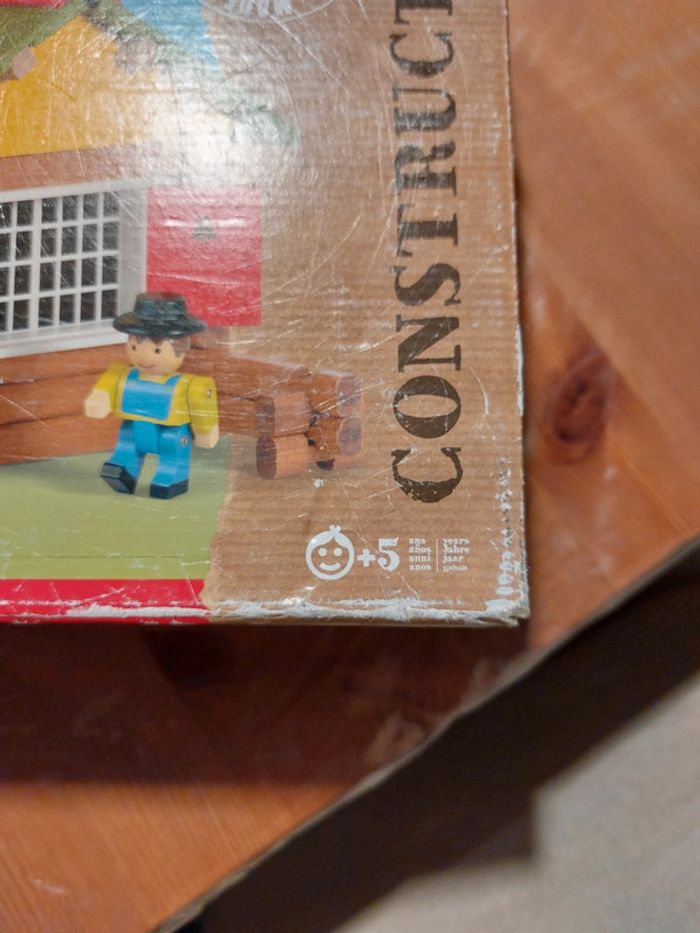 CONSTRUCT
+5
ans
años
anni
anos
years
Jahre
jaar
χρόνια